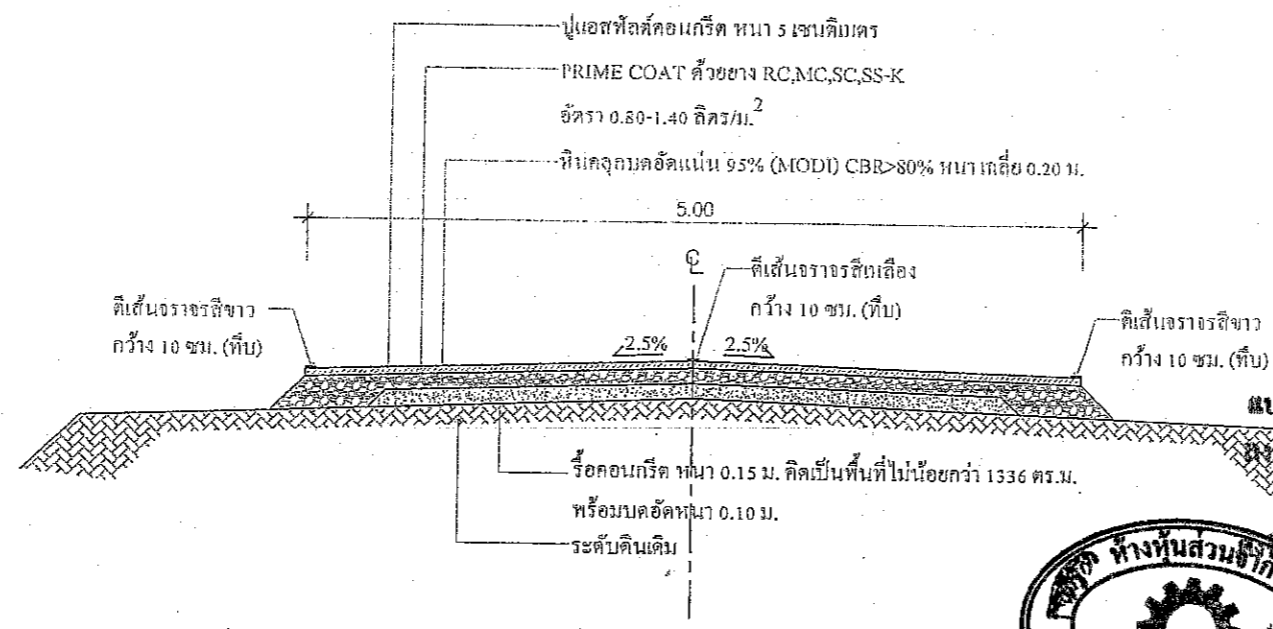 ปูแอสฟัลต์คอนกรีต หนา 5 เซนติเมตร
PRIME COAT ด้วยยาง RC,MC,SC,SS-K
อัตรา 0.80-1.40 ลิตร/ม.2
หินคลุกบดอัดแน่น 95% (MODI) CBR>80% หนาเฉลี่ย 0.20 ม.
5.00
℄
ตีเส้นจราจรสีเหลือง
กว้าง 10 ซม. (ทึบ)
ตีเส้นจราจรสีขาว
กว้าง 10 ซม. (ทึบ)
ตีเส้นจราจรสีขาว
กว้าง 10 ซม. (ทึบ)
2.5%
2.5%
รื้อคอนกรีต หนา 0.15 ม. คิดเป็นพื้นที่ไม่น้อยกว่า 1336 ตร.ม.
พร้อมบดอัดหนา 0.10 ม.
ระดับดินเดิม
ห้างหุ้นส่วนจำกัด